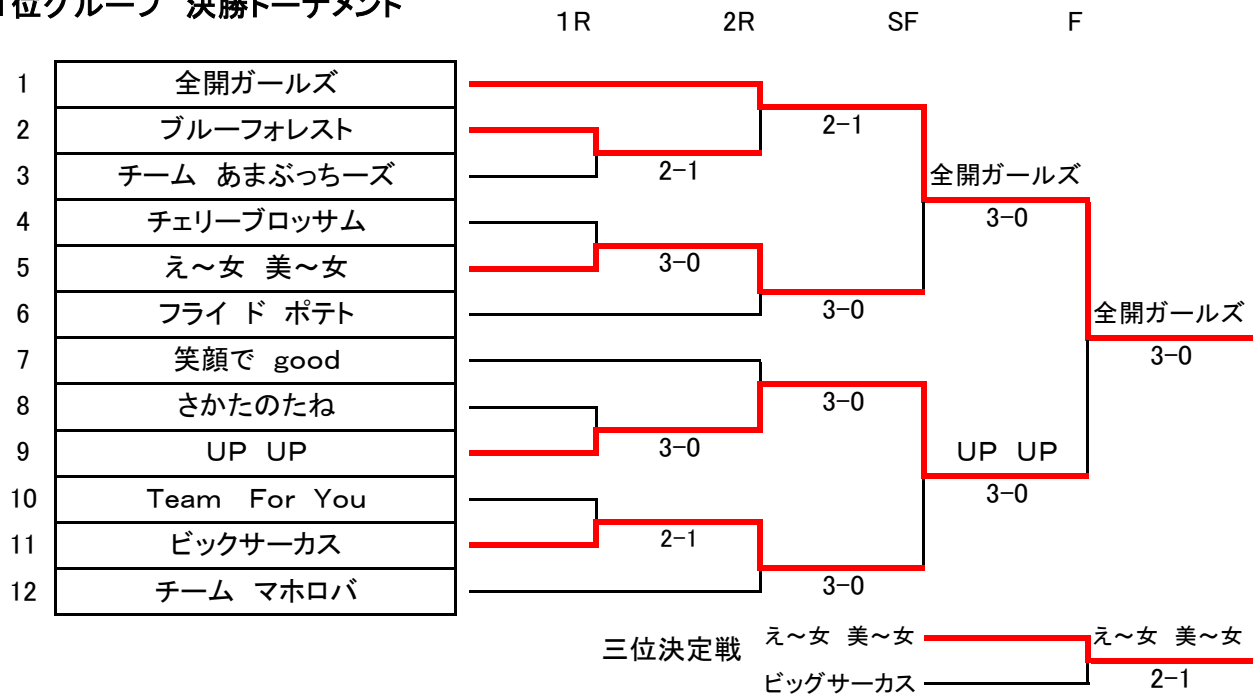 1位グループ 決勝トーナメント
1R 2R SF F
1 全開ガールズ
2 ブルーフォレスト
3 チーム あまぶっちーズ
4 チェリーブロッサム
5 え～女 美～女
6 フライド ポテト
7 笑顔で good
8 さかたのたね
9 UP UP
10 Team For You
11 ビックサーカス
12 チーム マホロバ
2-1
2-1
全開ガールズ
3-0
3-0
3-0
全開ガールズ
3-0
3-0
3-0
UP UP
3-0
2-1
3-0
三位決定戦
え～女 美～女
え～女 美～女
ビッグサーカス
2-1